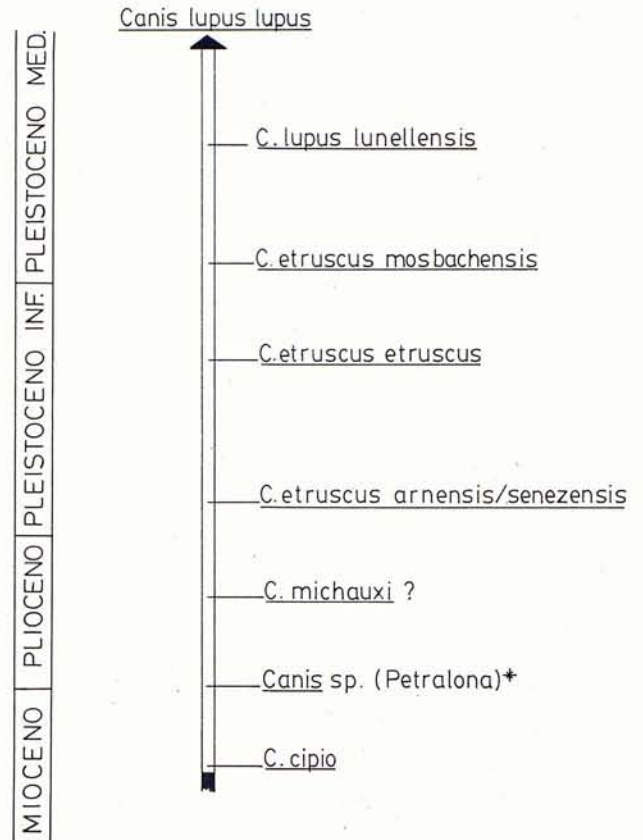 Canis lupus lupus
C. lupus lunellensis
C. etruscus mosbachensis
C. etruscus etruscus
C. etruscus arnensis/senezensis
C. michauxi ?
Canis sp. (Petralona)*
C. cipio
PLEISTOCENO MED.
PLEISTOCENO INF.
PLIOCENO
MIOCENO